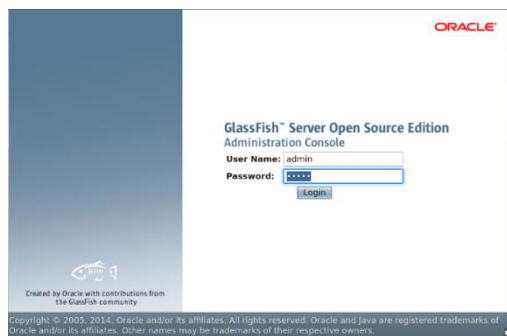 ORACLE
GlassFish™ Server Open Source Edition
Administration Console
User Name: admin
Password: •••••
Login
Created by Oracle with contributions from
the GlassFish community
Copyright © 2005, 2014, Oracle and/or its affiliates. All rights reserved. Oracle and Java are registered trademarks of
Oracle and/or its affiliates. Other names may be trademarks of their respective owners.